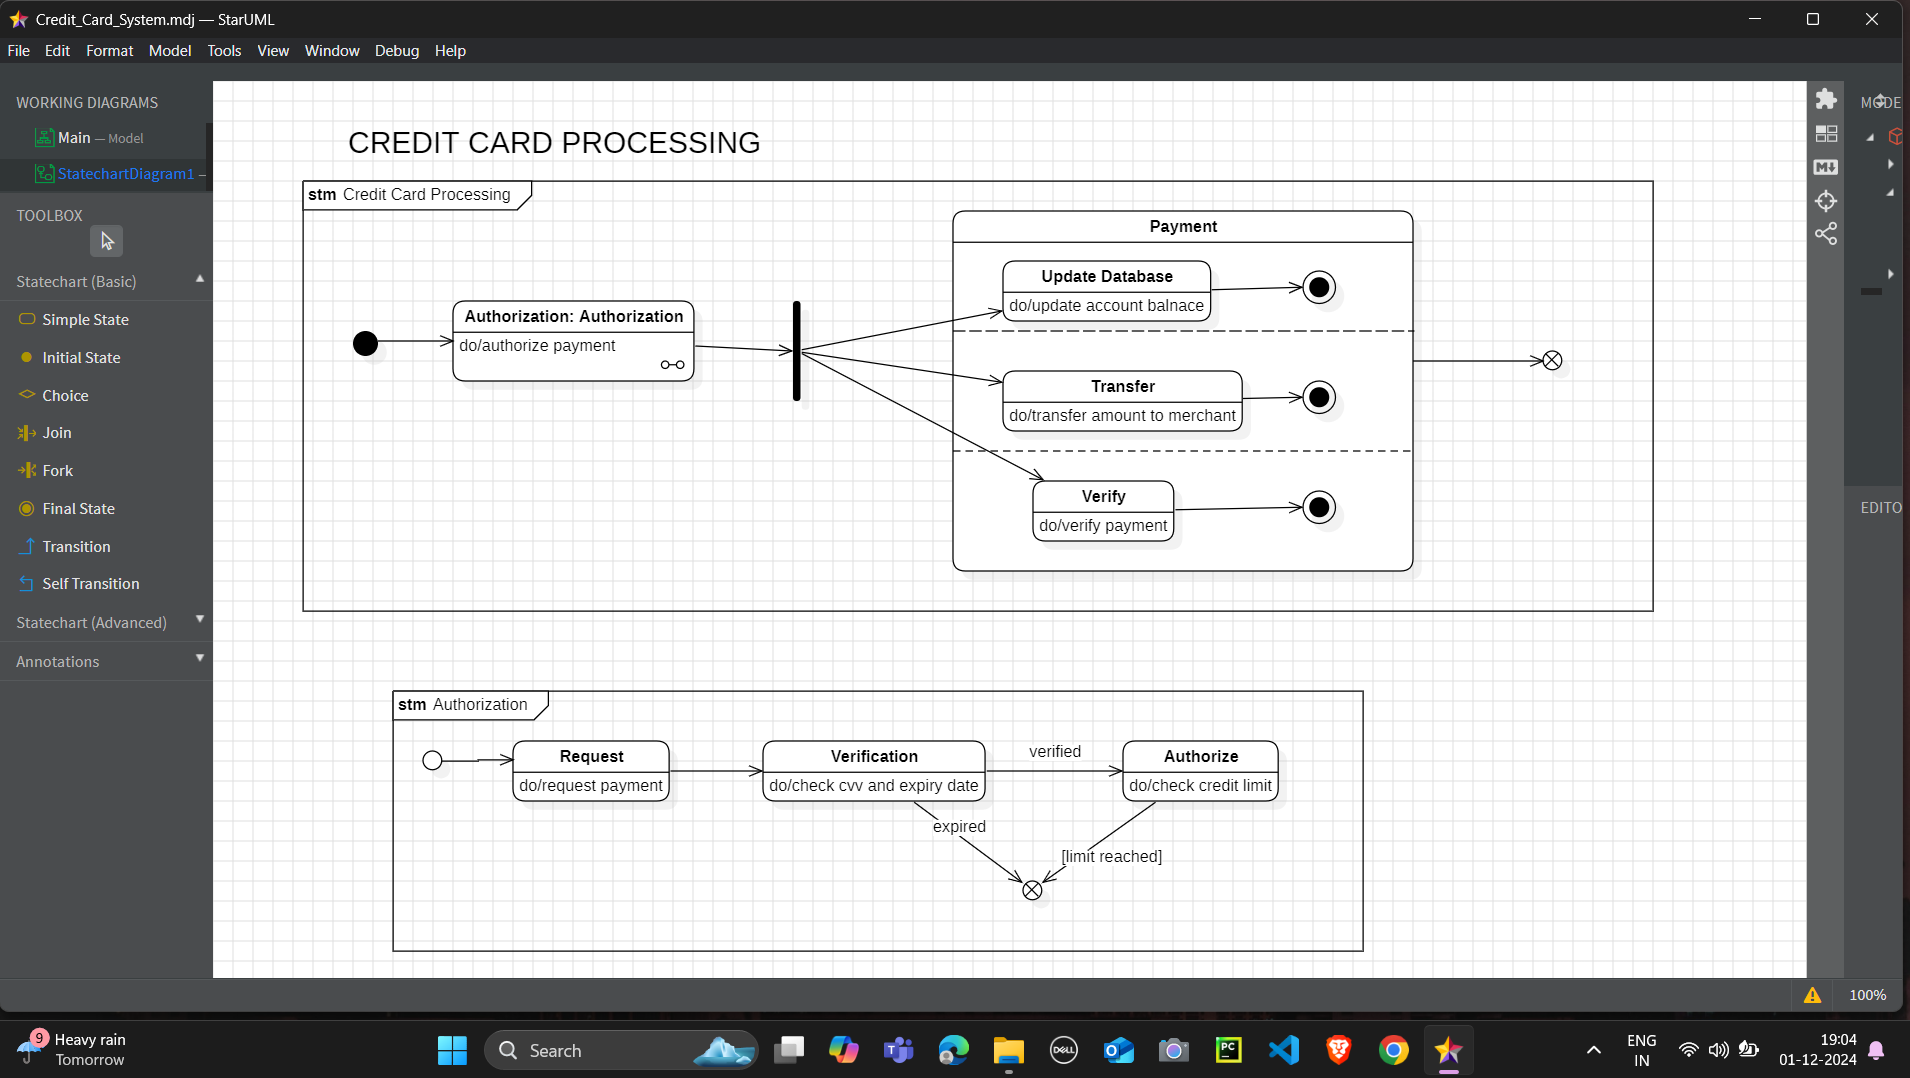 Credit_Card_System.mdj — StarUML
File Edit Format Model Tools View Window Debug Help
WORKING DIAGRAMS
Main — Model
StatechartDiagram1 —
TOOLBOX
Statechart (Basic)
Simple State
Initial State
Choice
Join
Fork
Final State
Transition
Self Transition
Statechart (Advanced)
Annotations
CREDIT CARD PROCESSING
stm Credit Card Processing
Authorization: Authorization
do/authorize payment
Payment
Update Database
do/update account balnace
Transfer
do/transfer amount to merchant
Verify
do/verify payment
stm Authorization
Request
do/request payment
Verification
do/check cvv and expiry date
verified
Authorize
do/check credit limit
expired
[limit reached]
M↓
MODE
EDITO
100%
9
Heavy rain
Tomorrow
Search
T
DELL
O
PC
ENG
IN
19:04
01-12-2024